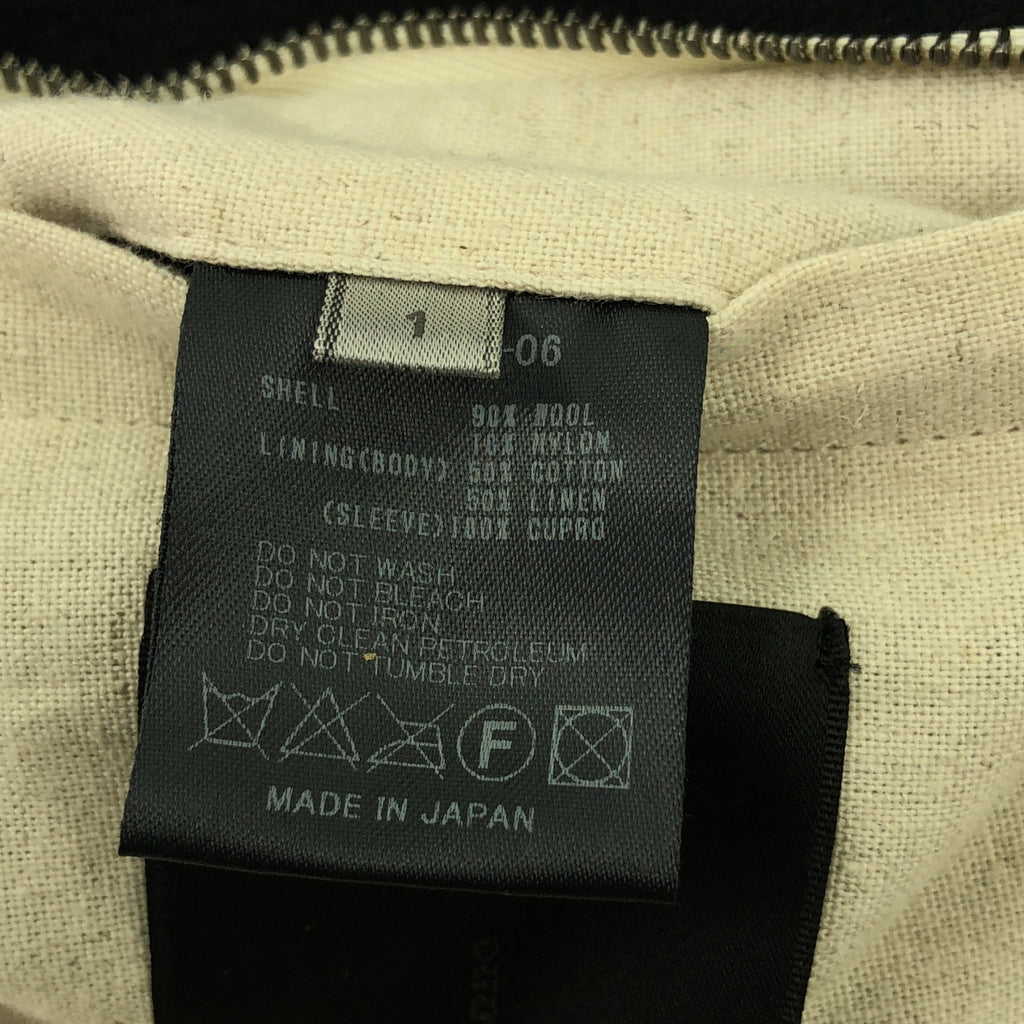 1
-06
SHELL 90% WOOL
10% NYLON
LINING(BODY) 50% COTTON
50% LINEN
(SLEEVE) 100% CUPRO
DO NOT WASH
DO NOT BLEACH
DO NOT IRON
DRY CLEAN PETROLEUM
DO NOT TUMBLE DRY
F
MADE IN JAPAN